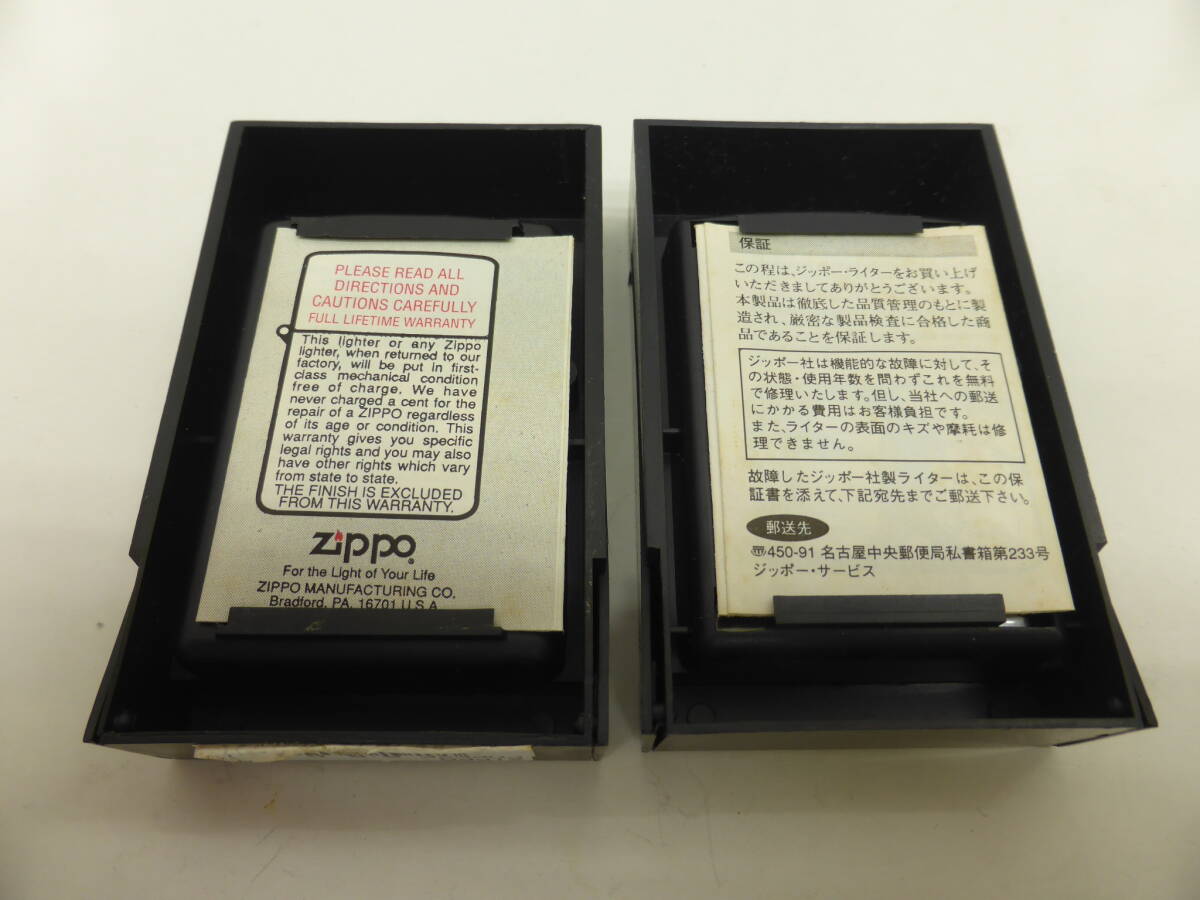 PLEASE READ ALL
DIRECTIONS AND
CAUTIONS CAREFULLY
FULL LIFETIME WARRANTY
This lighter or any Zippo
lighter, when returned to our
factory, will be put in first-
class mechanical condition
free of charge. We have
never charged a cent for the
repair of a ZIPPO regardless
of its age or condition. This
warranty gives you specific
legal rights and you may also
have other rights which vary
from state to state.
THE FINISH IS EXCLUDED
FROM THIS WARRANTY.
Zippo
For the Light of Your Life
ZIPPO MANUFACTURING CO.
Bradford, PA. 16701 U.S.A.
保証
この程は、ジッポー・ライターをお買い上げ
いただきましてありがとうございます。
本製品は徹底した品質管理のもとに製
造され、厳密な製品検査に合格した商
品であることを保証します。
ジッポー社は機能的な故障に対して、そ
の状態・使用年数を問わずこれを無料
で修理いたします。但し、当社への郵送
にかかる費用はお客様負担です。
また、ライターの表面のキズや摩耗は修
理できません。
故障したジッポー社製ライターは、この保
証書を添えて、下記宛先までご郵送下さい。
郵送先
〠450-91 名古屋中央郵便局私書箱第233号
ジッポー・サービス